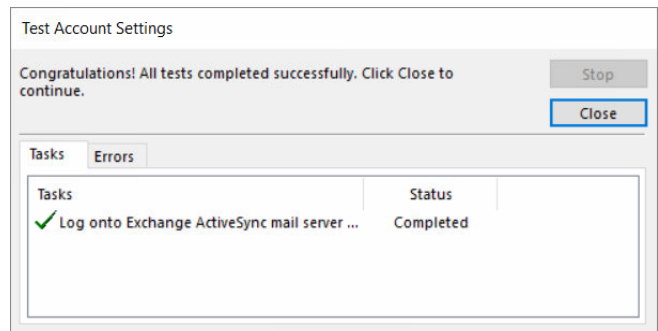 Test Account Settings
Congratulations! All tests completed successfully. Click Close to
continue.
Stop
Close
Tasks
Errors
Tasks
Status
Log onto Exchange ActiveSync mail server ...
Completed